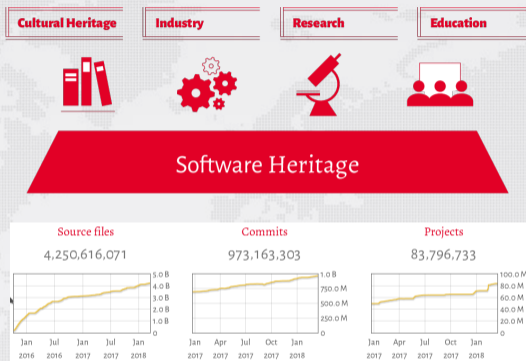 Cultural Heritage
Industry
Research
Education
Software Heritage
Source files
4,250,616,071
5.0 B
4.0 B
3.0 B
2.0 B
1.0 B
0
Jan Jul Jan Jul Jan
2016 2016 2017 2017 2018
Commits
973,163,303
1.0 B
750.0 M
500.0 M
250.0 M
0
Jan Apr Jul Oct Jan
2017 2017 2017 2017 2018
Projects
83,796,733
100.0 M
80.0 M
60.0 M
40.0 M
20.0 M
0
Jan Apr Jul Oct Jan
2017 2017 2017 2017 2018